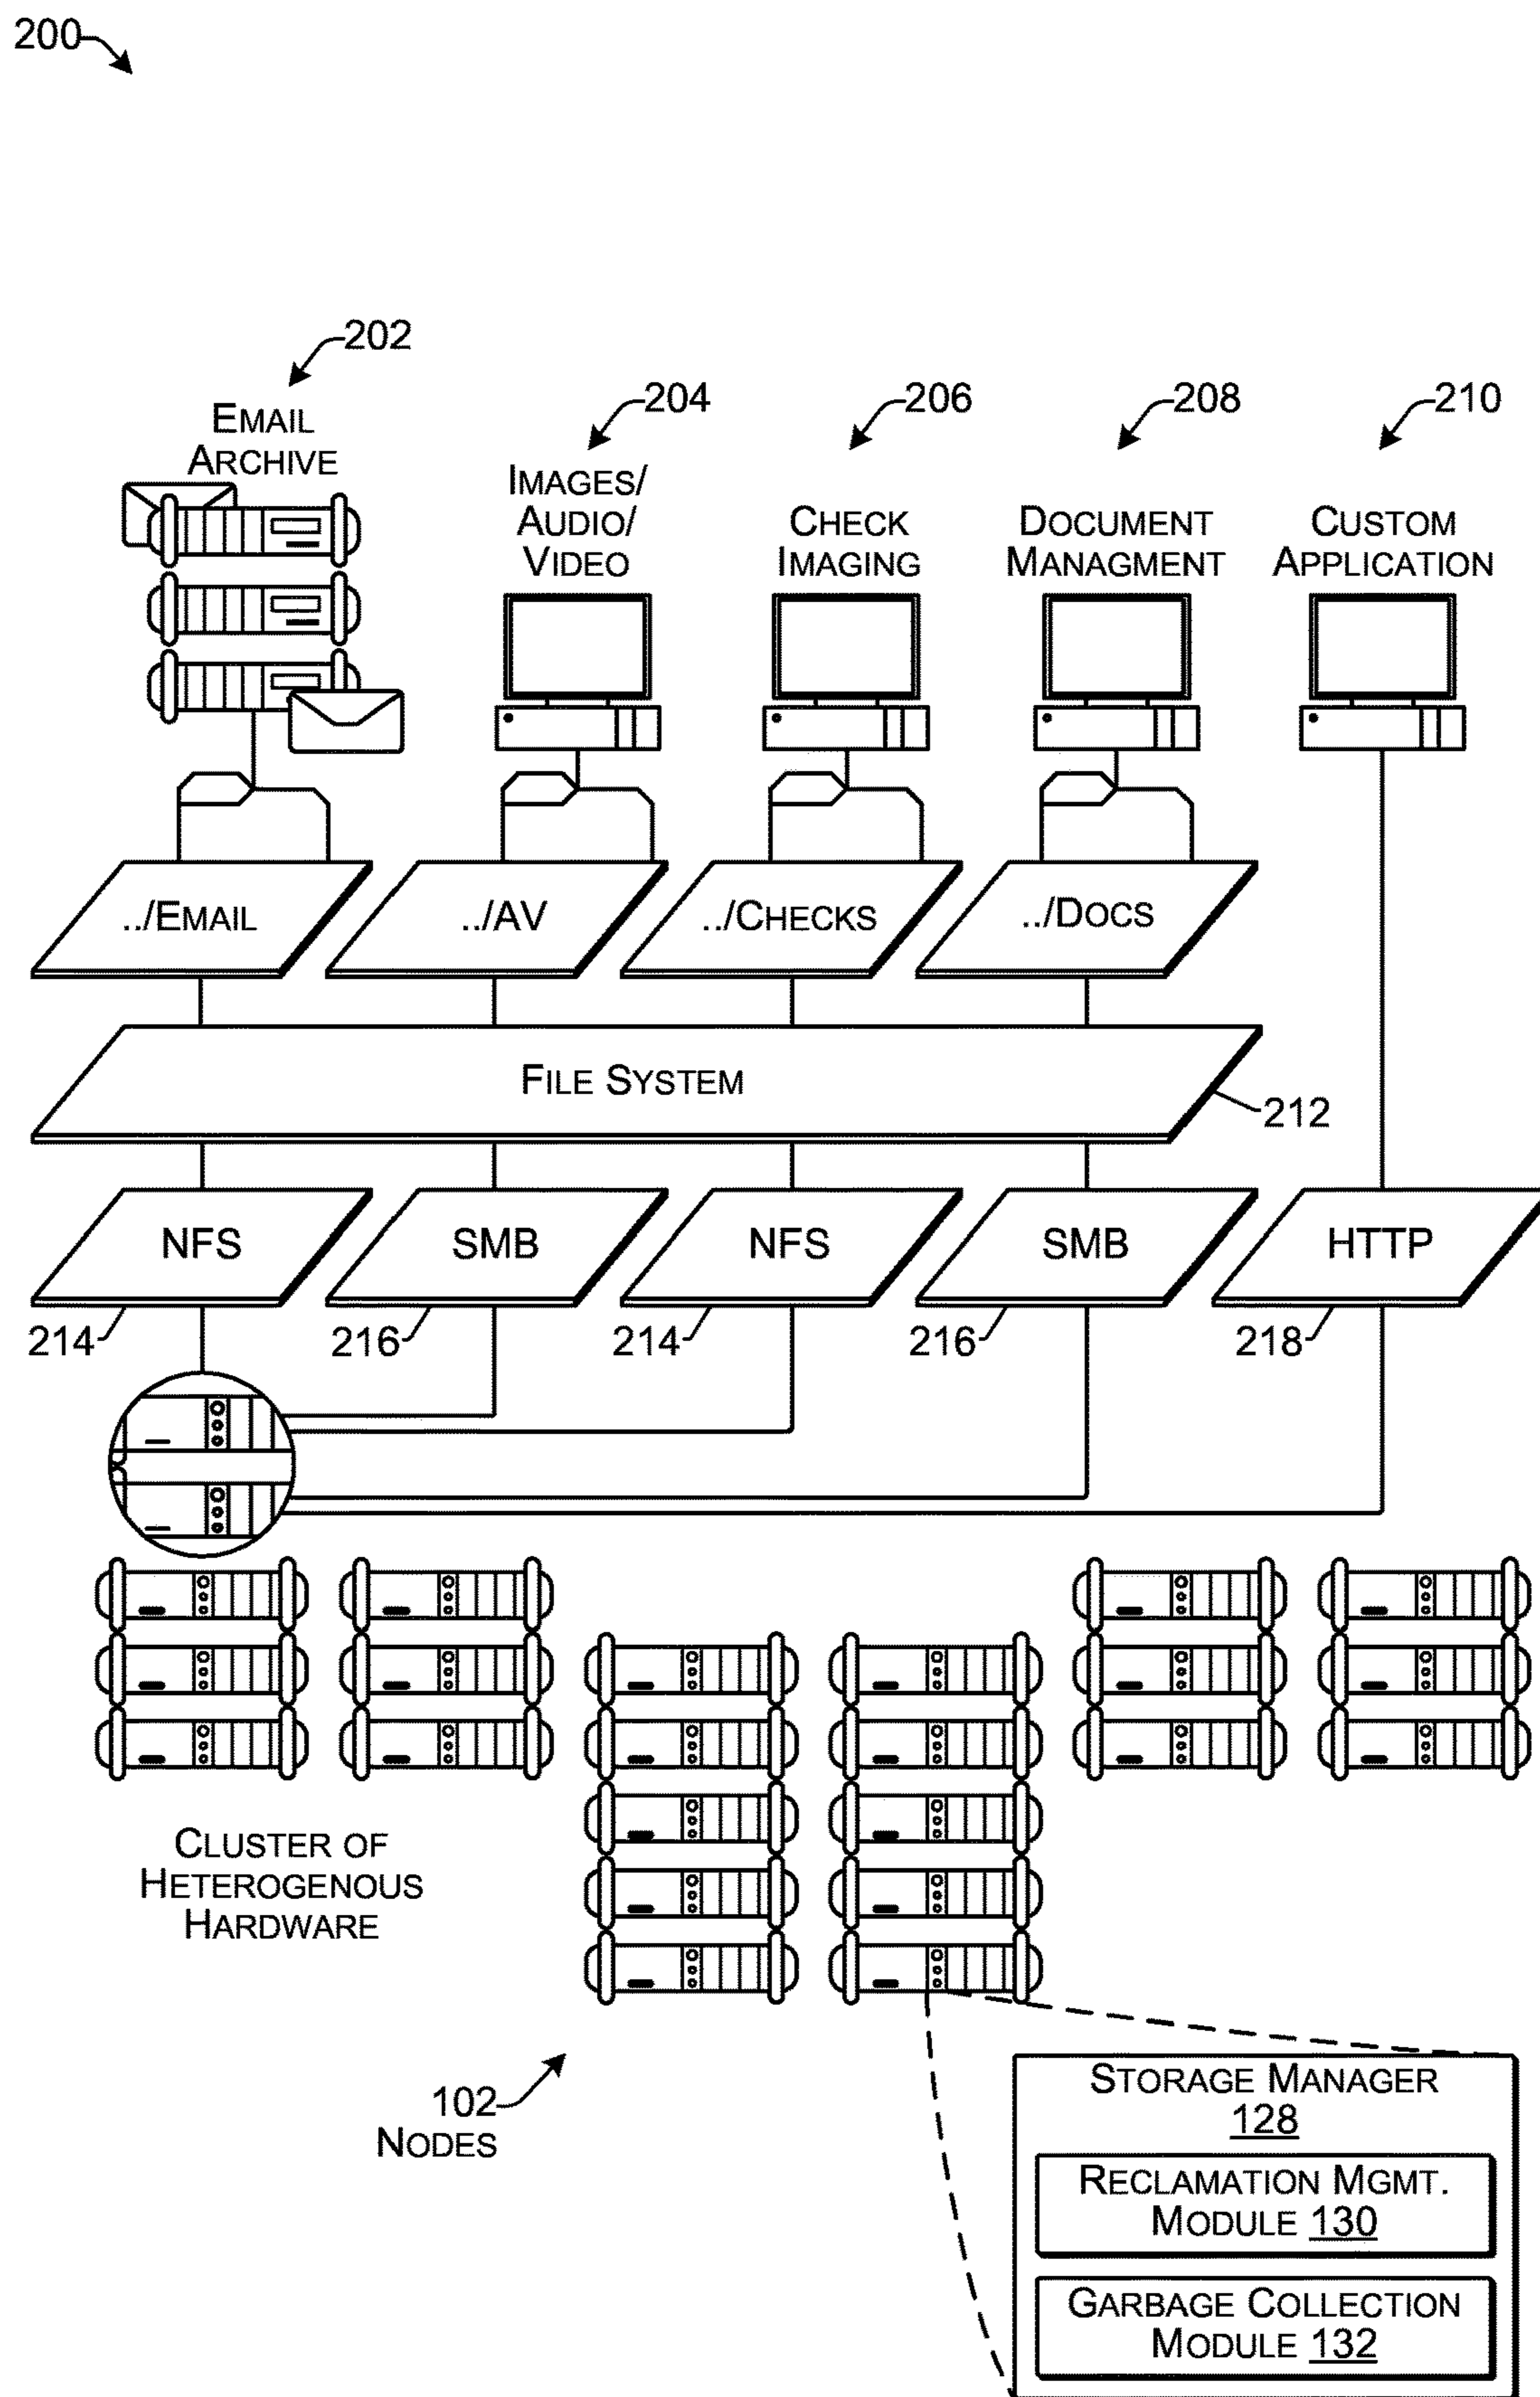 200
202
EMAIL
ARCHIVE
204
IMAGES/
AUDIO/
VIDEO
206
CHECK
IMAGING
208
DOCUMENT
MANAGMENT
210
CUSTOM
APPLICATION
../EMAIL
../AV
../CHECKS
../DOCS
FILE SYSTEM
212
NFS
SMB
NFS
SMB
HTTP
214
216
214
216
218
CLUSTER OF
HETEROGENOUS
HARDWARE
102
NODES
STORAGE MANAGER
128
RECLAMATION MGMT.
MODULE 130
GARBAGE COLLECTION
MODULE 132